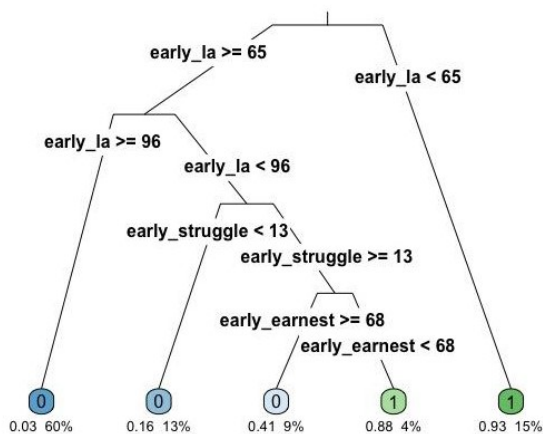 early_la >= 65
early_la < 65
early_la >= 96
early_la < 96
early_struggle < 13
early_struggle >= 13
early_earnest >= 68
early_earnest < 68
0 0 0 1 1
0.03 60% 0.16 13% 0.41 9% 0.88 4% 0.93 15%